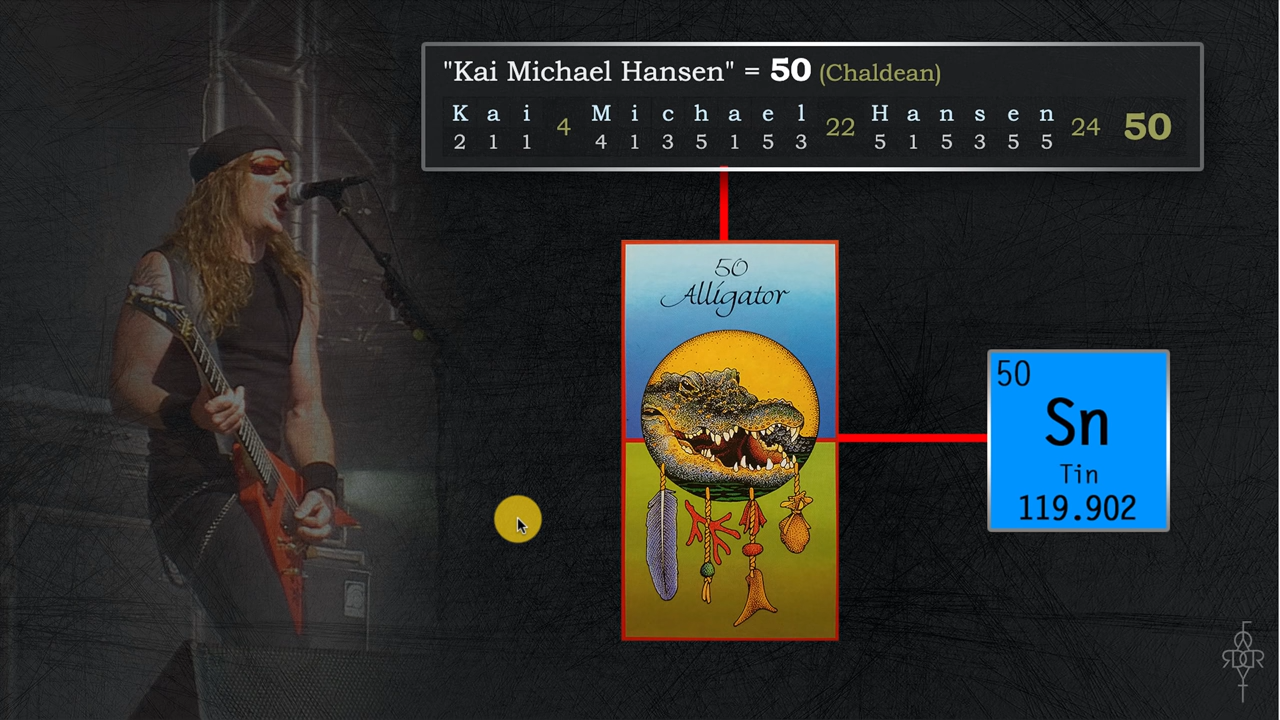 "Kai Michael Hansen" = 50 (Chaldean)
K a i 4 M i c h a e l 22 H a n s e n 24 50
2 1 1 4 1 3 5 1 5 3 5 1 5 3 5 5
50
Alligator
50
Sn
Tin
119.902